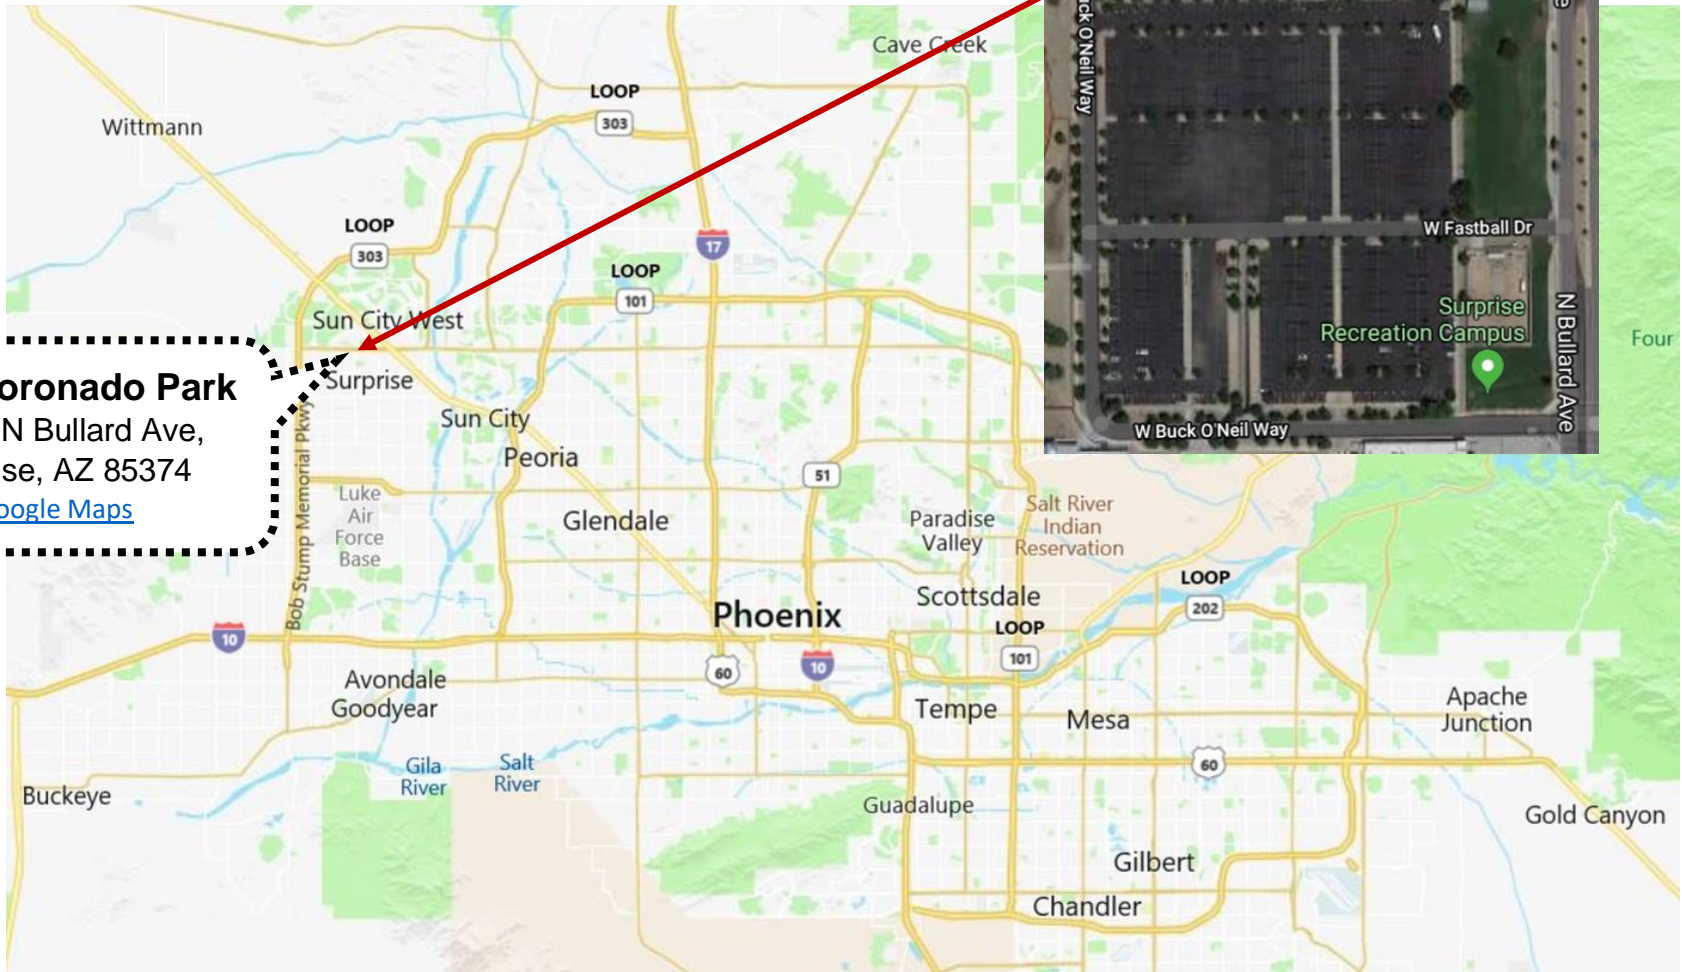 Cave Creek
LOOP
303
Wittmann
LOOP
303
17
LOOP
101
Sun City West
Surprise
Sun City
Peoria
oronado Park
N Bullard Ave,
se, AZ 85374
oogle Maps
Bob Stump Memorial Pkwy
Luke
Air
Force
Base
Glendale
51
Paradise
Valley
Salt River
Indian
Reservation
Scottsdale
LOOP
101
LOOP
202
Phoenix
10
60
10
Avondale
Goodyear
Tempe
Mesa
Apache
Junction
Gila
River
Salt
River
60
Buckeye
Guadalupe
Gold Canyon
Gilbert
Chandler
Four
ck O'Neil Way
e
W Fastball Dr
Surprise
Recreation Campus
N Bullard Ave
W Buck O'Neil Way